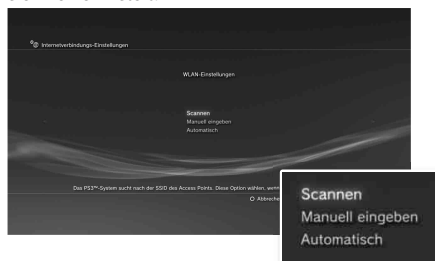 Internetverbindungs-Einstellungen
WLAN-Einstellungen
Scannen
Manuell eingeben
Automatisch
Das PS3™-System sucht nach der SSID des Access Points. Diese Option wählen, wenn
Abbreche
Scannen
Manuell eingeben
Automatisch